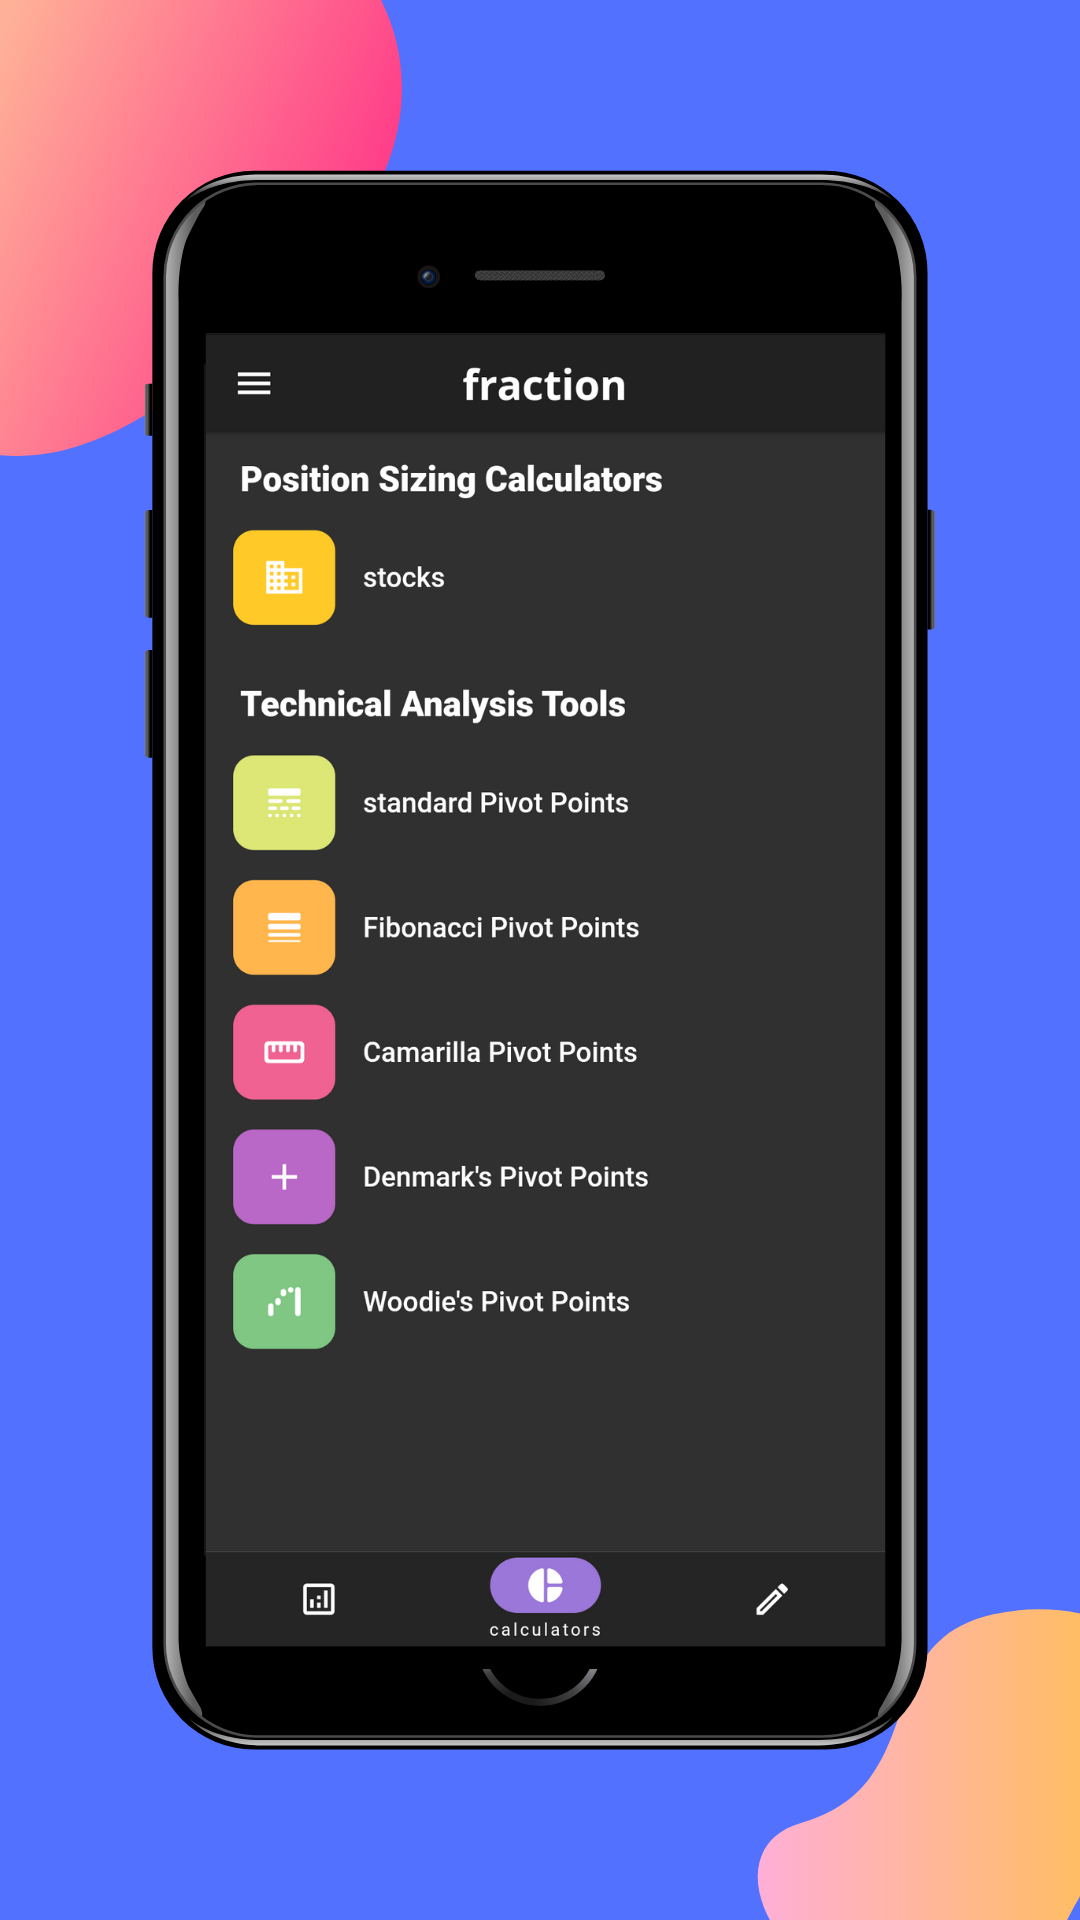 fraction
Position Sizing Calculators
stocks
Technical Analysis Tools
standard Pivot Points
Fibonacci Pivot Points
Camarilla Pivot Points
Denmark's Pivot Points
Woodie's Pivot Points
calculators